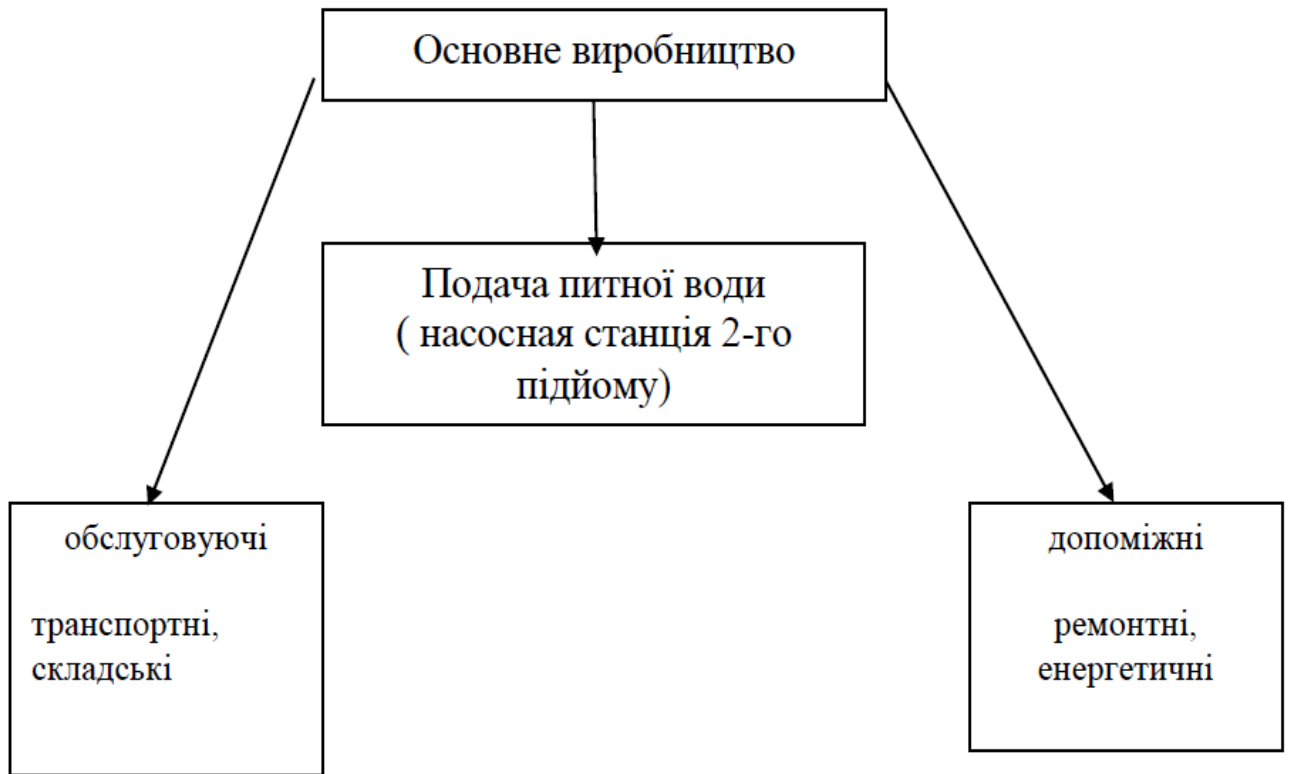 Основне виробництво
Подача питної води
( насосная станція 2-го
підйому)
обслуговуючі
транспортні,
складські
допоміжні
ремонтні,
енергетичні